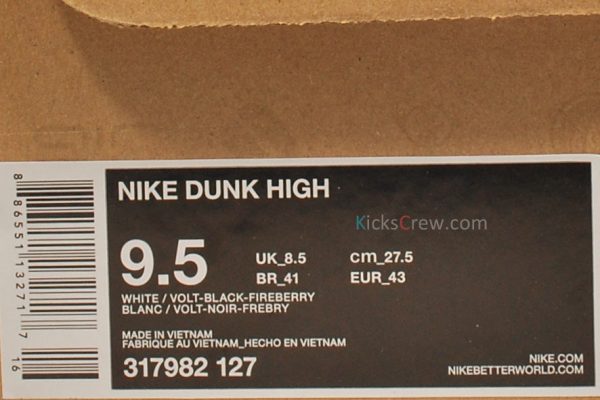 NIKE DUNK HIGH
KicksCrew.com
9.5
UK_8.5 cm_27.5
BR_41 EUR_43
WHITE / VOLT-BLACK-FIREBERRY
BLANC / VOLT-NOIR-FREBRY
MADE IN VIETNAM
FABRIQUE AU VIETNAM_HECHO EN VIETNAM
317982 127
NIKE.COM
NIKEBETTERWORLD.COM
8 86551 13271 7 16